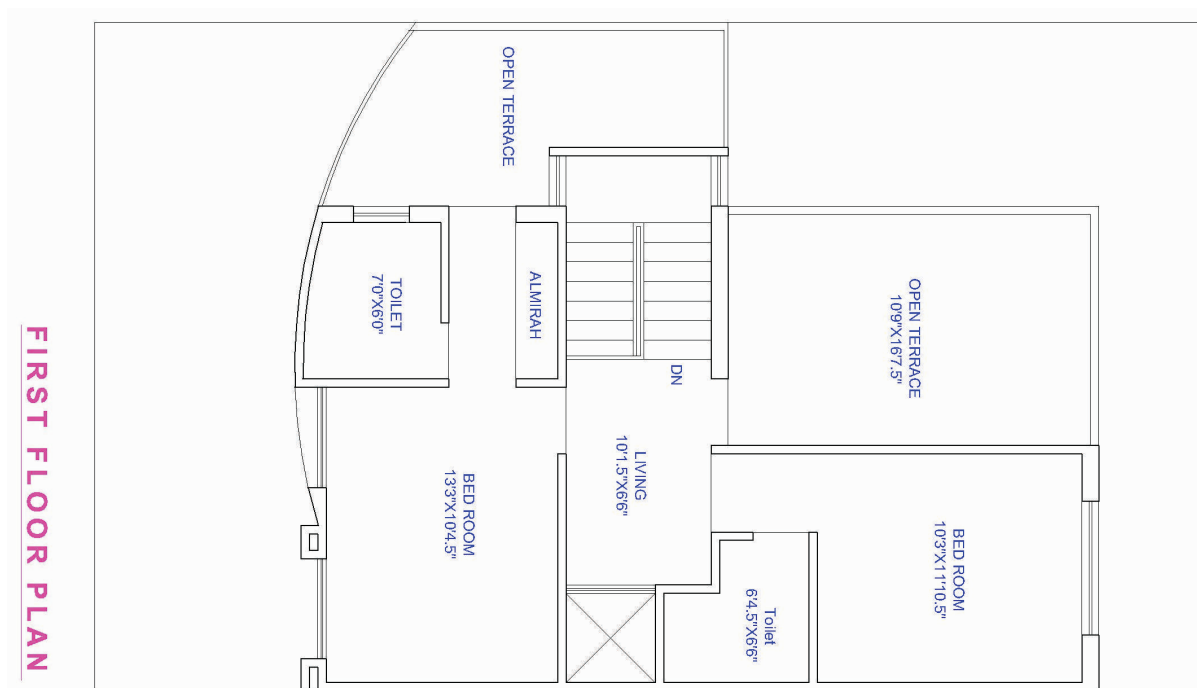 OPEN TERRACE
TOILET
7'0"X6'0"
ALMIRAH
DN
OPEN TERRACE
10'9"X16'7.5"
BED ROOM
13'3"X10'4.5"
LIVING
10'1.5"X6'6"
BED ROOM
10'3"X11'10.5"
Toilet
6'4.5"X6'6"
FIRST FLOOR PLAN